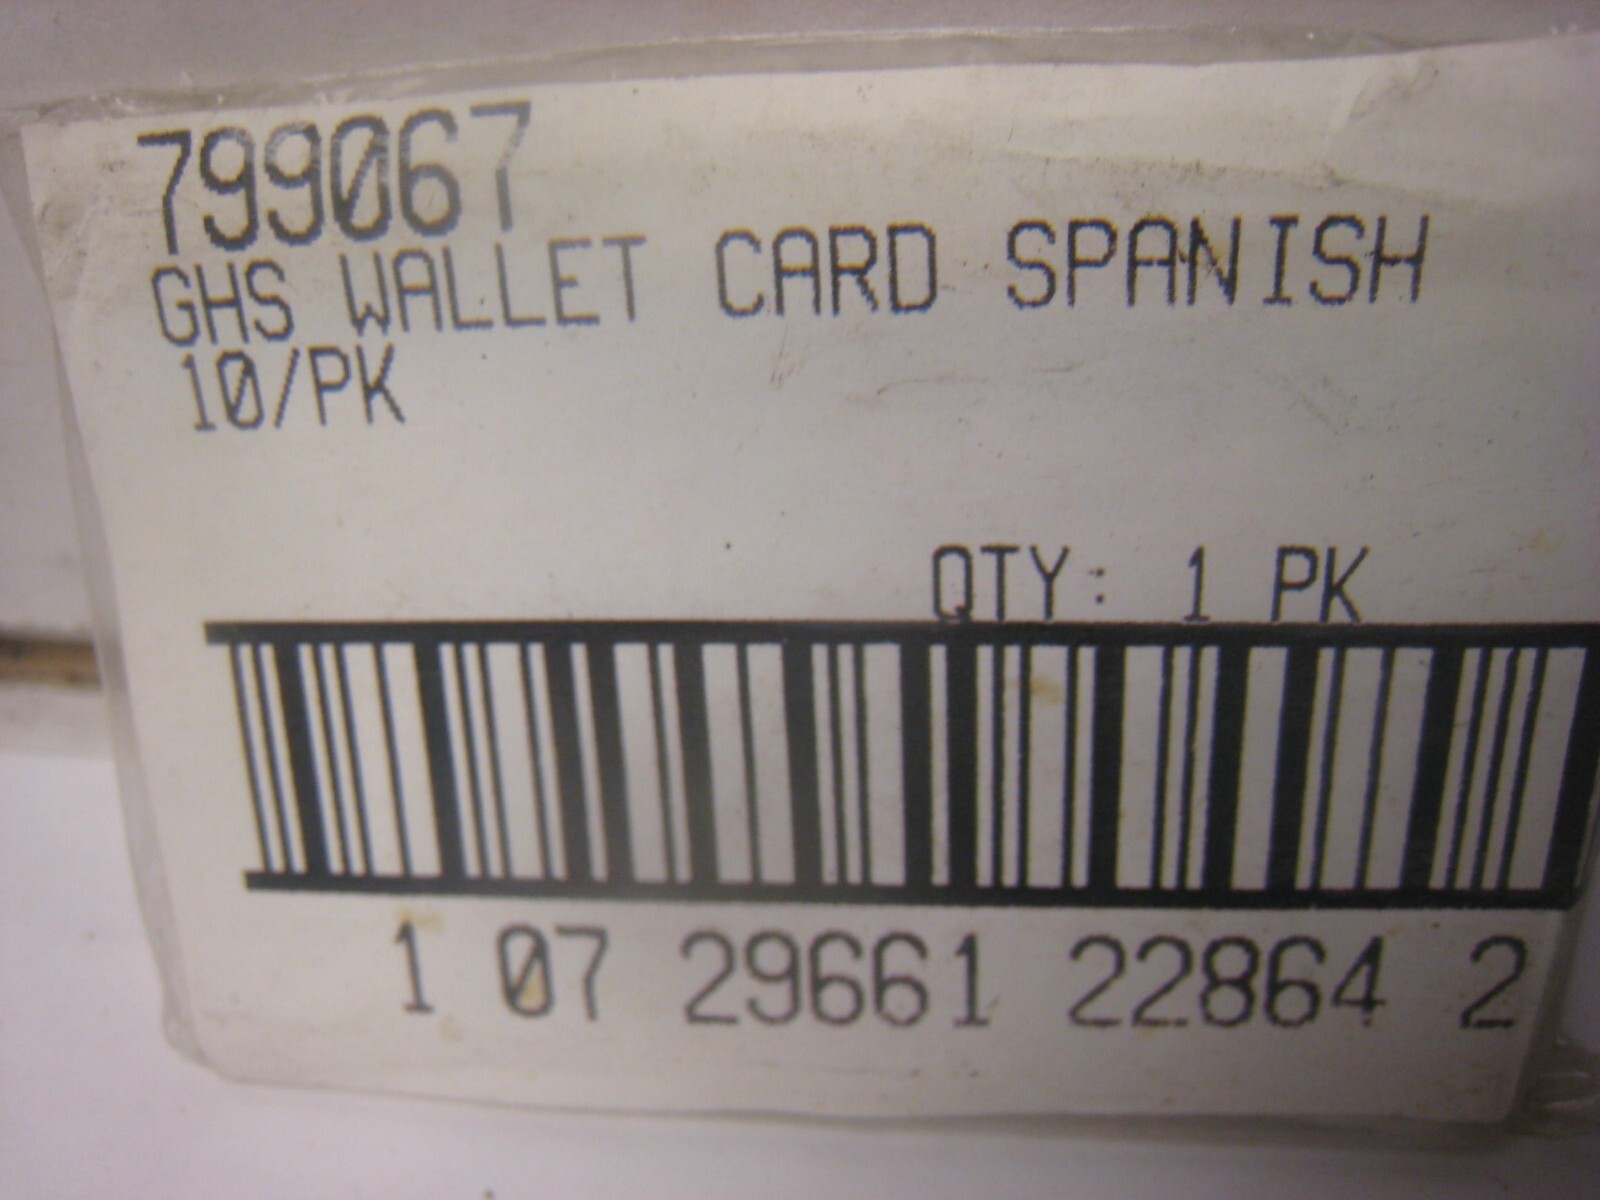 799067
GHS WALLET CARD SPANISH
10/PK
QTY: 1 PK
1 07 29661 22864 2